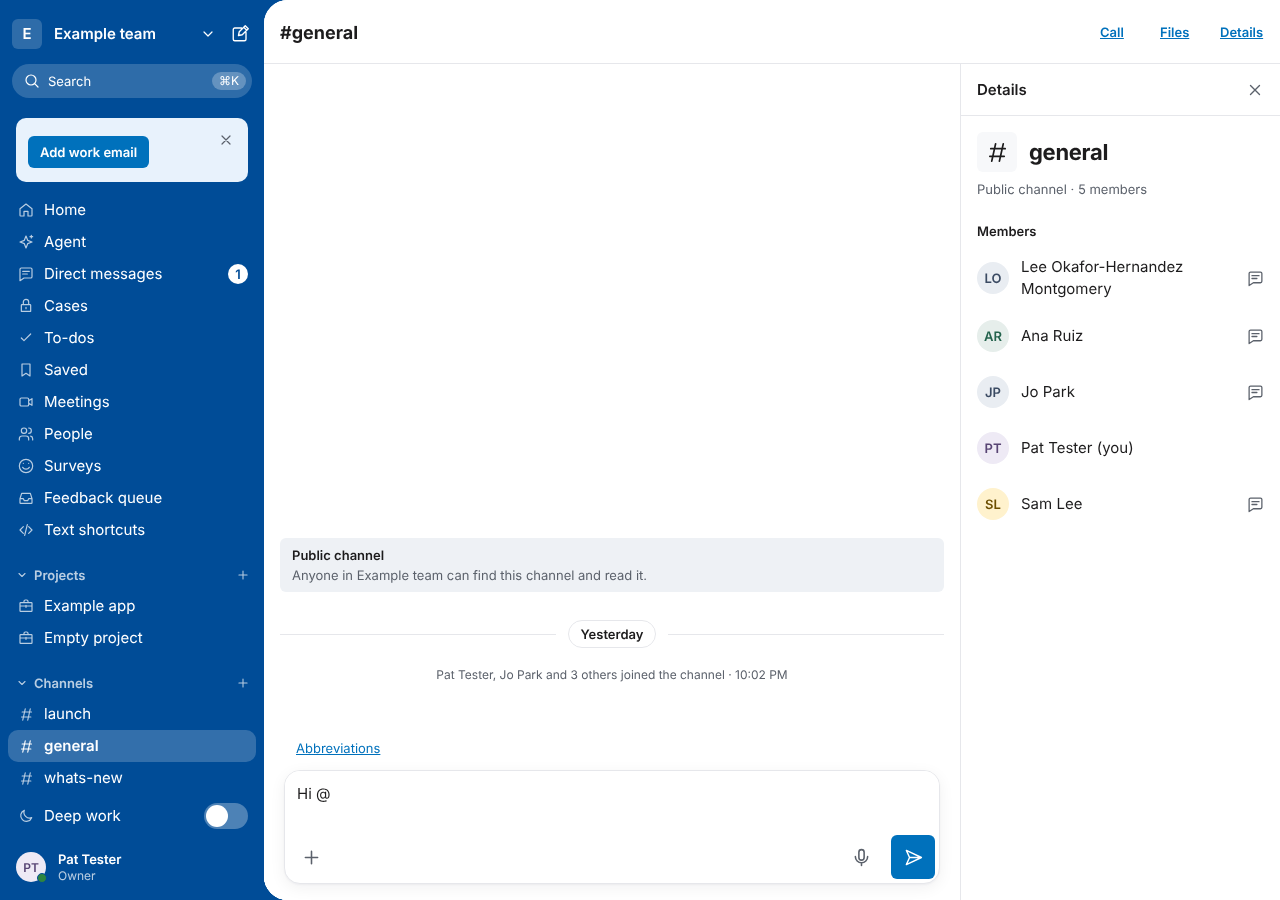 E Example team
Search ⌘K
Add work email
Home
Agent
Direct messages 1
Cases
To-dos
Saved
Meetings
People
Surveys
Feedback queue
Text shortcuts
Projects
Example app
Empty project
Channels
launch
general
whats-new
Deep work
PT Pat Tester
Owner
#general
Call Files Details
Public channel
Anyone in Example team can find this channel and read it.
Yesterday
Pat Tester, Jo Park and 3 others joined the channel · 10:02 PM
Abbreviations
Hi @
Details
# general
Public channel · 5 members
Members
LO Lee Okafor-Hernandez
Montgomery
AR Ana Ruiz
JP Jo Park
PT Pat Tester (you)
SL Sam Lee